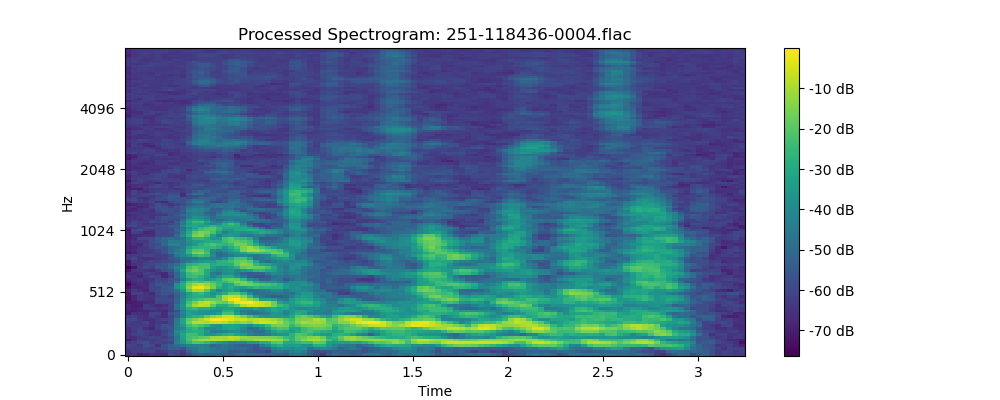 Processed Spectrogram: 251-118436-0004.flac
Hz
4096
2048
1024
512
0
0 0.5 1 1.5 2 2.5 3
Time
-10 dB
-20 dB
-30 dB
-40 dB
-50 dB
-60 dB
-70 dB